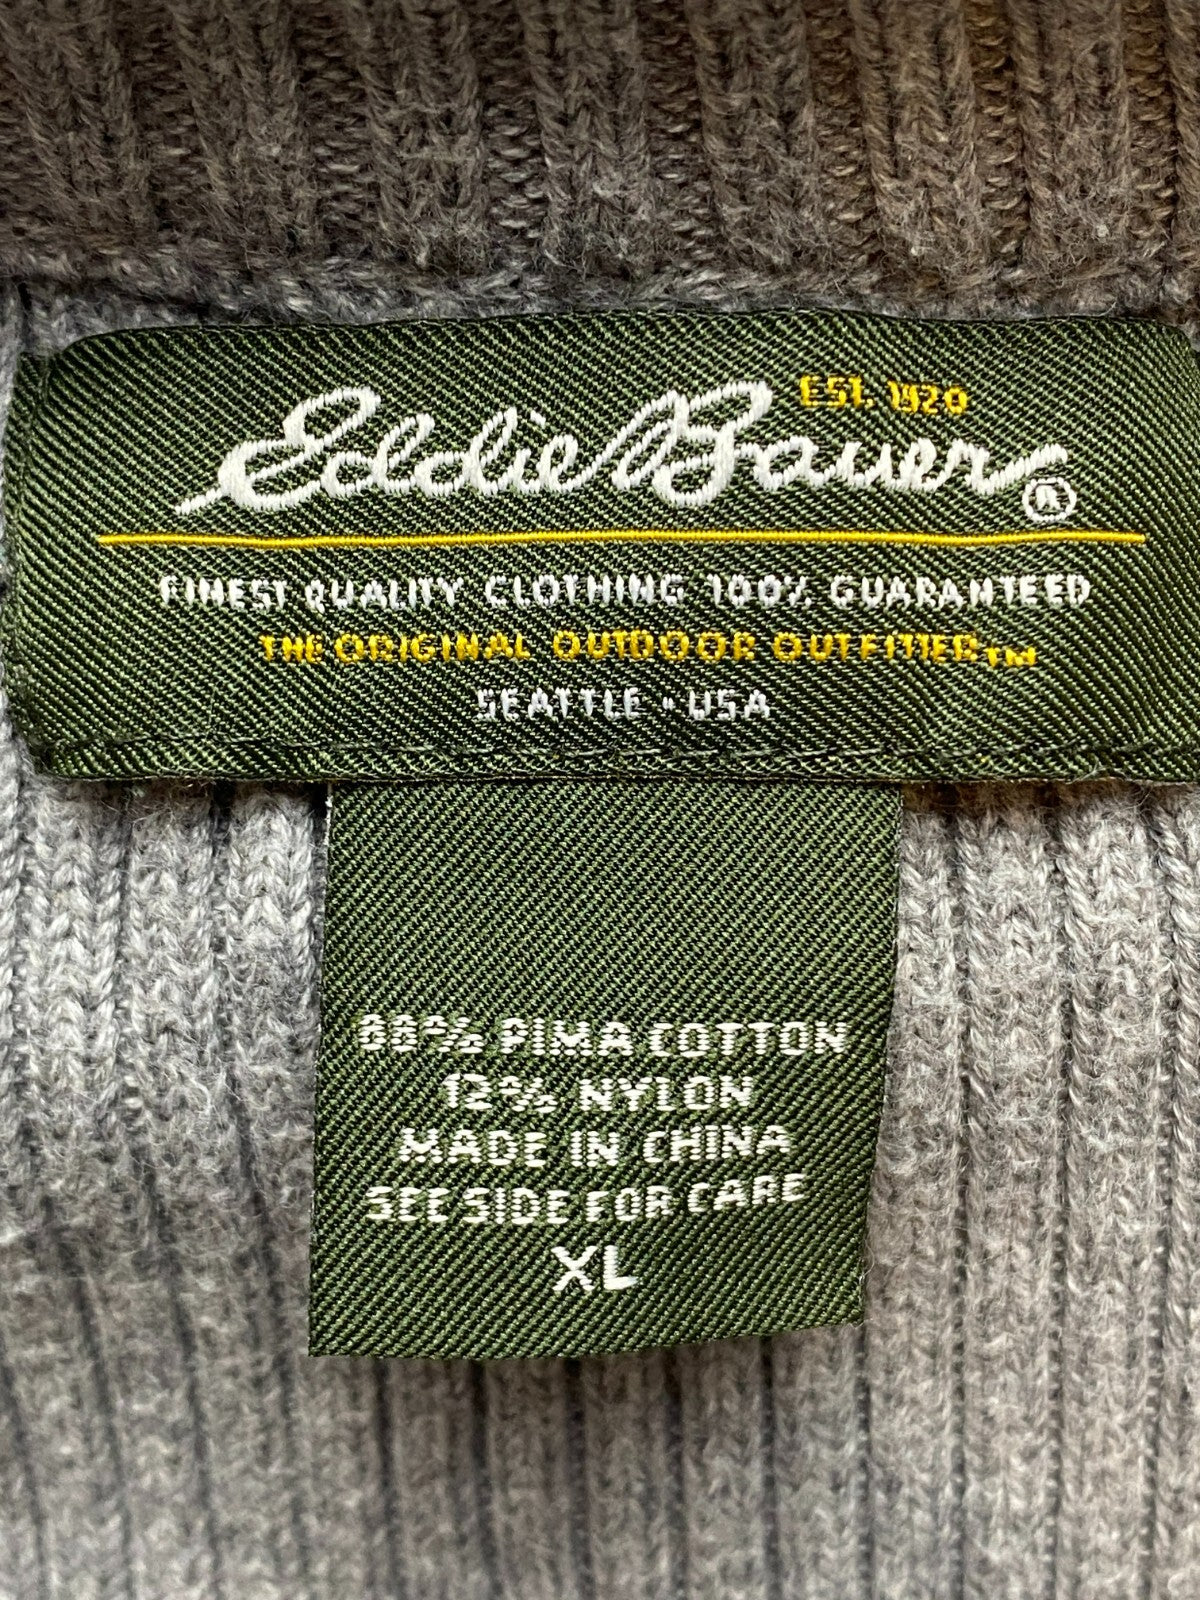 EST. 1920
Eddie Bauer®
FINEST QUALITY CLOTHING 100% GUARANTEED
THE ORIGINAL OUTDOOR OUTFITTER™
SEATTLE • USA
88% PIMA COTTON
12% NYLON
MADE IN CHINA
SEE SIDE FOR CARE
XL